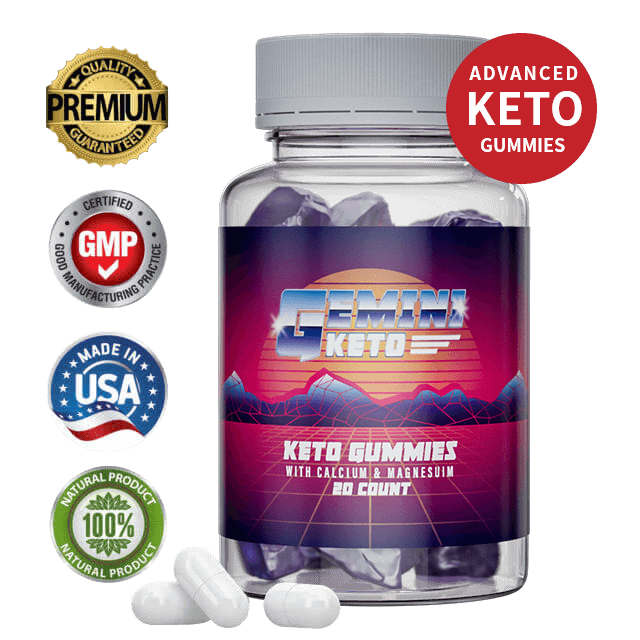 QUALITY
PREMIUM
GUARANTEED
CERTIFIED
GMP
GOOD MANUFACTURING PRACTICE
MADE IN
USA
NATURAL PRODUCT
100%
NATURAL PRODUCT
ADVANCED
KETO
GUMMIES
GEMINI
KETO
KETO GUMMIES
WITH CALCIUM & MAGNESUIM
20 COUNT